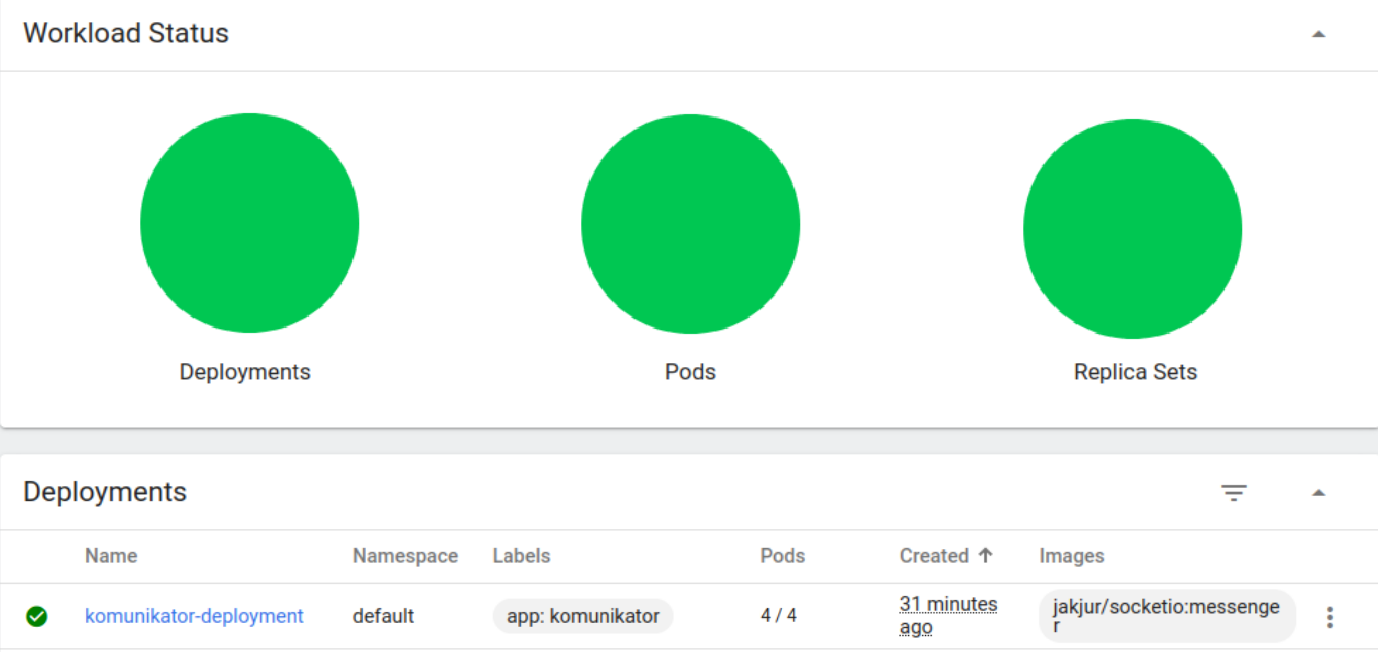 Workload Status
Deployments
Pods
Replica Sets
Deployments
Name Namespace Labels Pods Created Images
komunikator-deployment default app: komunikator 4 / 4 31 minutes jakjur/socketio:messenge
ago r